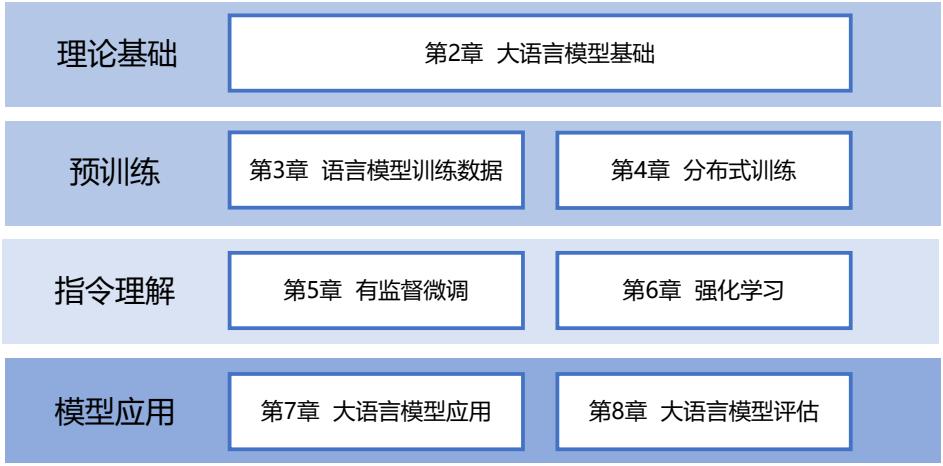 理论基础
第2章 大语言模型基础
预训练
第3章 语言模型训练数据
第4章 分布式训练
指令理解
第5章 有监督微调
第6章 强化学习
模型应用
第7章 大语言模型应用
第8章 大语言模型评估